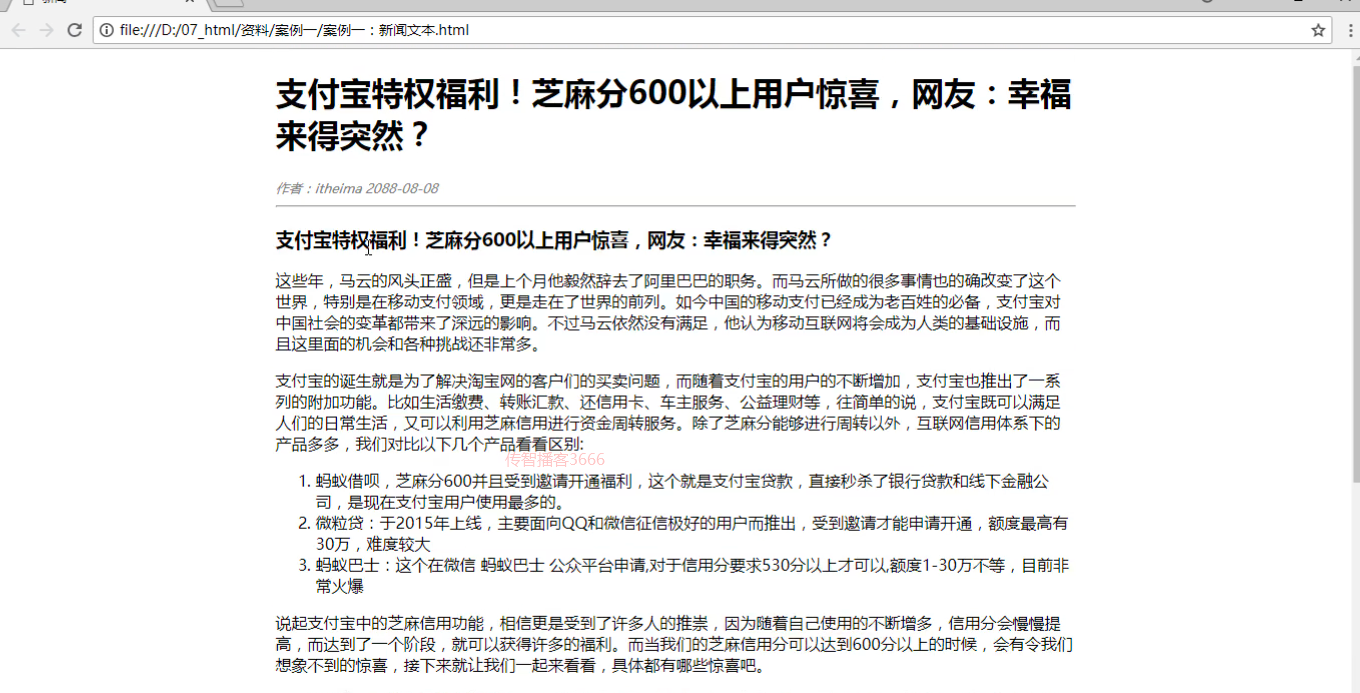 file:///D:/07_html/资料/案例一/案例一：新闻文本.html
支付宝特权福利！芝麻分600以上用户惊喜，网友：幸福
来得突然？
作者：itheima 2088-08-08
支付宝特权福利！芝麻分600以上用户惊喜，网友：幸福来得突然？
这些年，马云的风头正盛，但是上个月他毅然辞去了阿里巴巴的职务。而马云所做的很多事情也的确改变了这个
世界，特别是在移动支付领域，更是走在了世界的前列。如今中国的移动支付已经成为老百姓的必备，支付宝对
中国社会的变革都带来了深远的影响。不过马云依然没有满足，他认为移动互联网将会成为人类的基础设施，而
且这里面的机会和各种挑战还非常多。
支付宝的诞生就是为了解决淘宝网的客户们的买卖问题，而随着支付宝的用户的不断增加，支付宝也推出了一系
列的附加功能。比如生活缴费、转账汇款、还信用卡、车主服务、公益理财等，往简单的说，支付宝既可以满足
人们的日常生活，又可以利用芝麻信用进行资金周转服务。除了芝麻分能够进行周转以外，互联网信用体系下的
产品多多，我们对比以下几个产品看看区别:
传智播客3666
1. 蚂蚁借呗，芝麻分600并且受到邀请开通福利，这个就是支付宝贷款，直接秒杀了银行贷款和线下金融公
司，是现在支付宝用户使用最多的。
2. 微粒贷：于2015年上线，主要面向QQ和微信征信极好的用户而推出，受到邀请才能申请开通，额度最高有
30万，难度较大
3. 蚂蚁巴士：这个在微信 蚂蚁巴士 公众平台申请,对于信用分要求530分以上才可以,额度1-30万不等，目前非
常火爆
说起支付宝中的芝麻信用功能，相信更是受到了许多人的推崇，因为随着自己使用的不断增多，信用分会慢慢提
高，而达到了一个阶段，就可以获得许多的福利。而当我们的芝麻信用分可以达到600分以上的时候，会有令我们
想象不到的惊喜，接下来就让我们一起来看看，具体都有哪些惊喜吧。